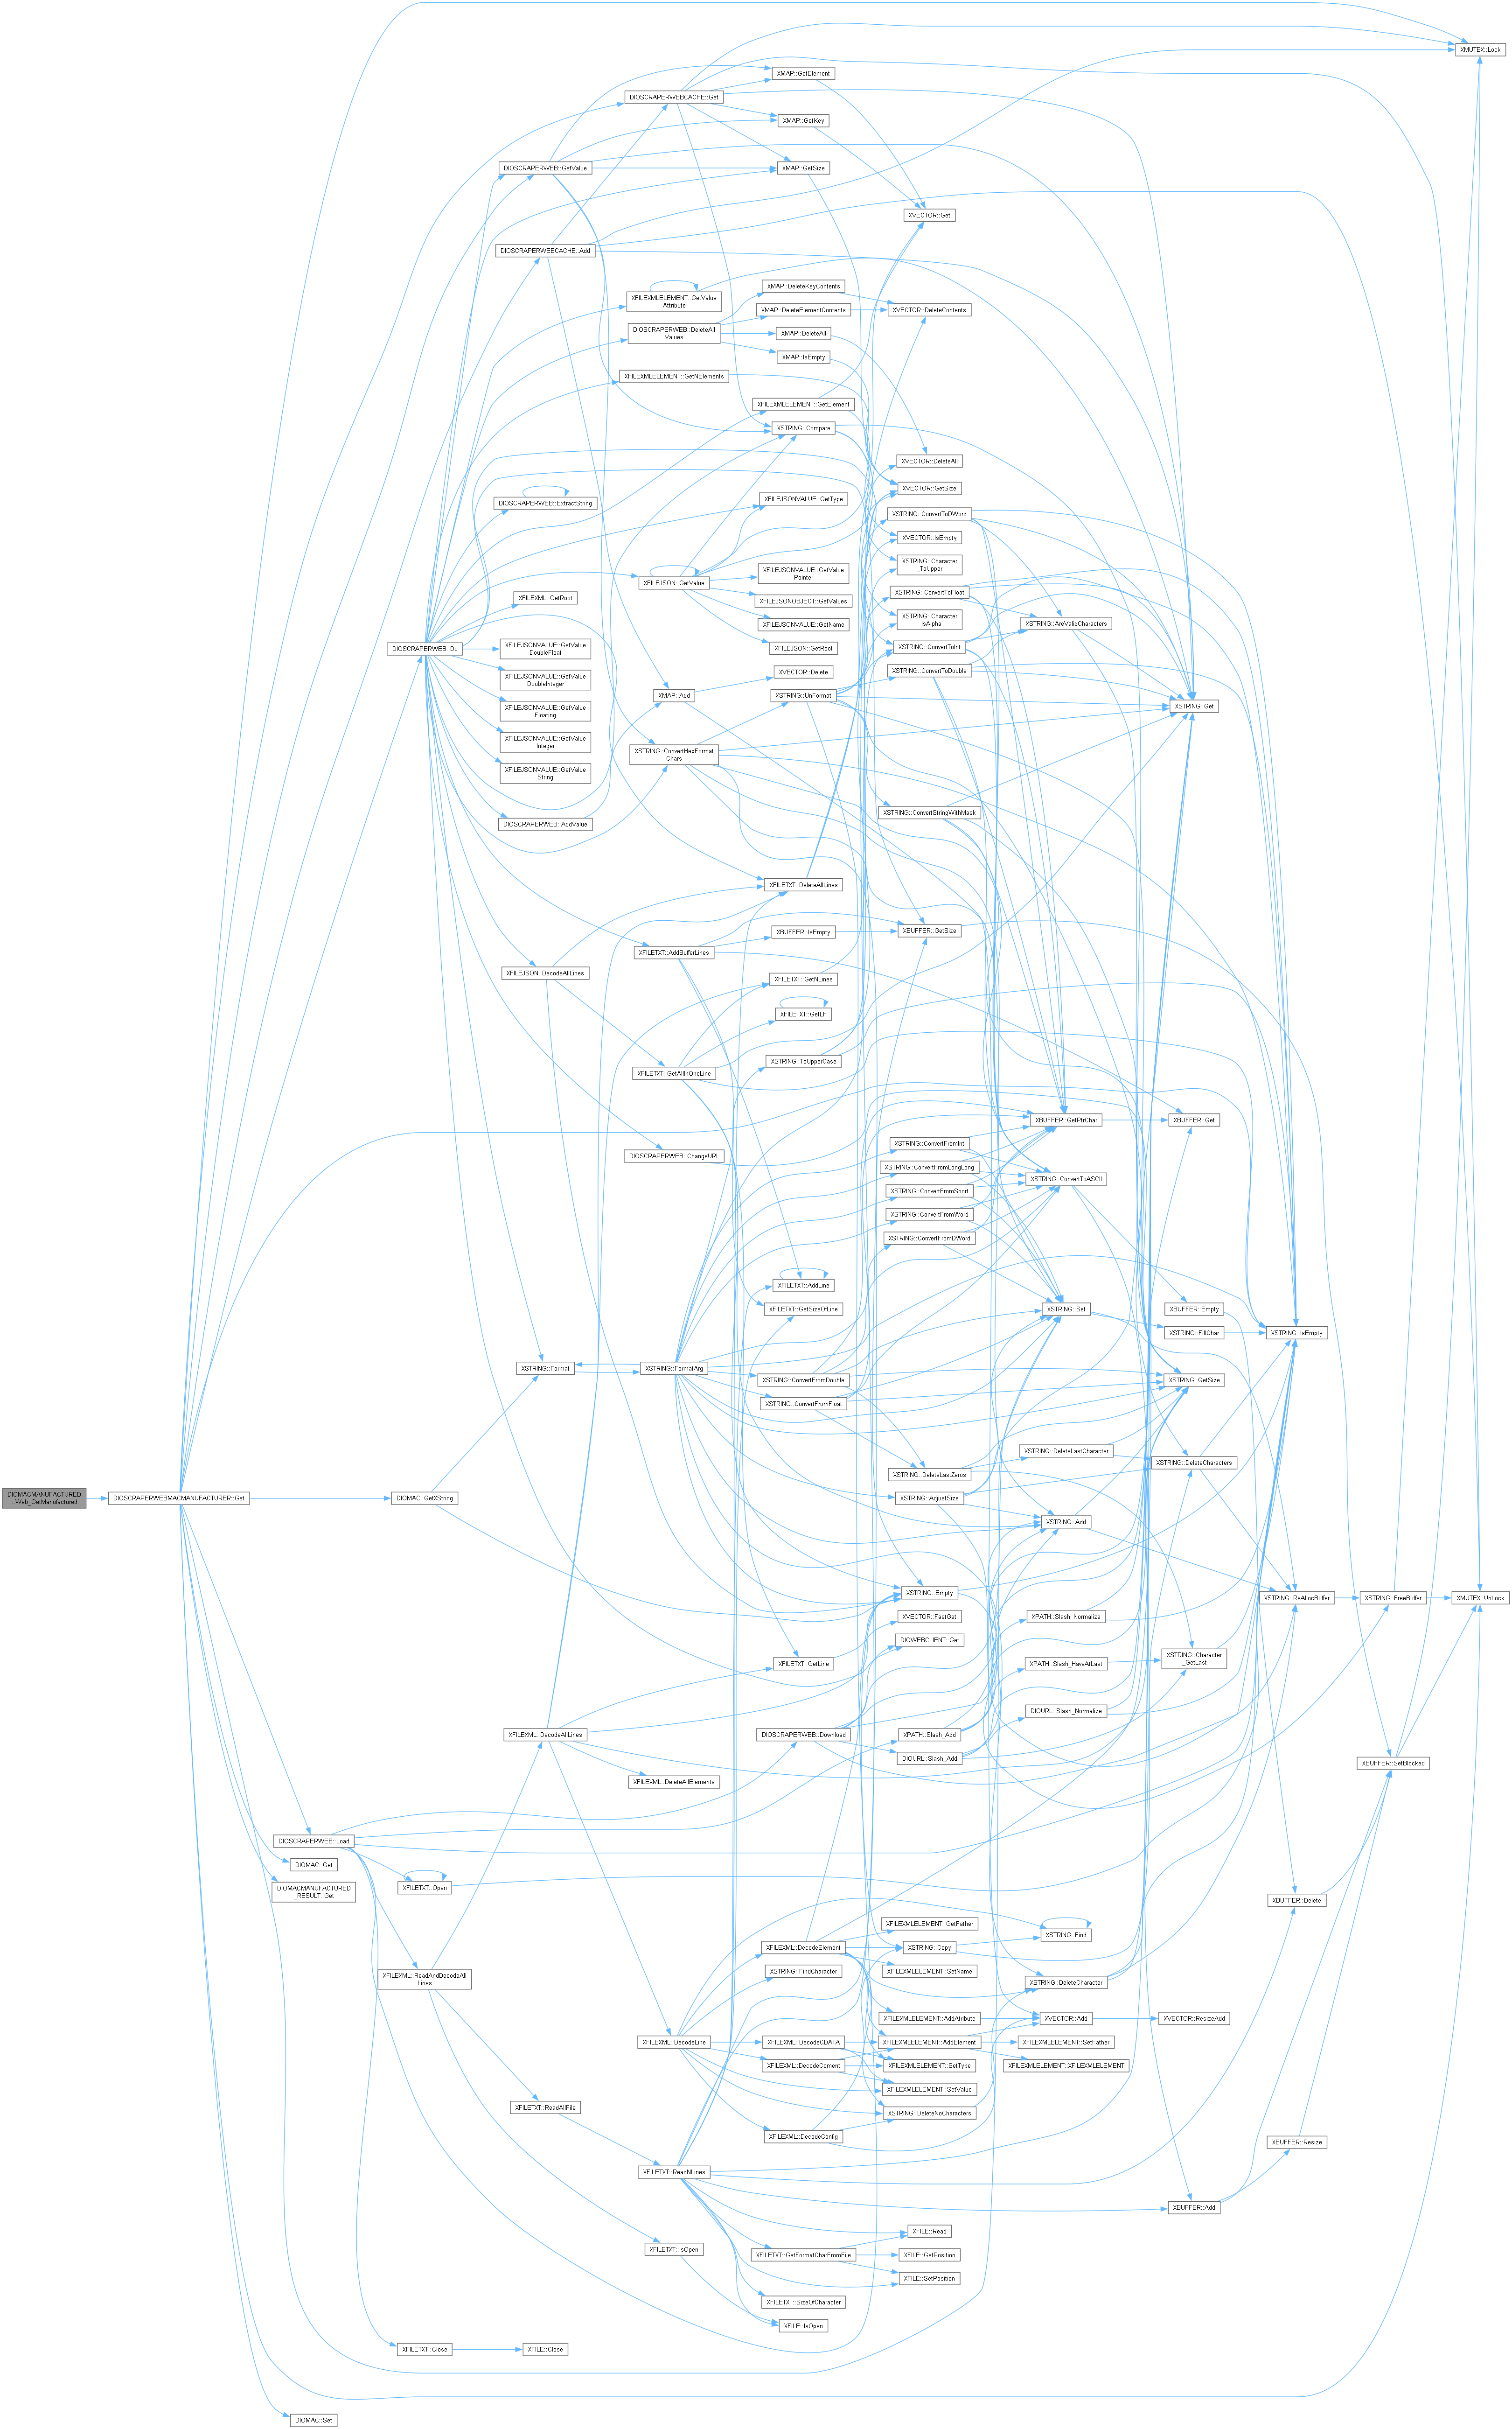 XMUTEX::Lock
XMAP::GetElement
DIOSCRAPERWEBCACHE::Get
XMAP::GetKey
DIOSCRAPERWEB::GetValue
XMAP::GetSize
XVECTOR::Get
DIOSCRAPERWEBCACHE::Add
XMAP::DeleteKeyContents
XFILEXMLELEMENT::GetValue
Attribute
XMAP::DeleteElementContents
XVECTOR::DeleteContents
DIOSCRAPERWEB::DeleteAll
Values
XMAP::DeleteAll
XMAP::IsEmpty
XFILEXMLELEMENT::GetNElements
XFILEXMLELEMENT::GetElement
XSTRING::Compare
XVECTOR::DeleteAll
XVECTOR::GetSize
DIOSCRAPERWEB::ExtractString
XFILEJSONVALUE::GetType
XSTRING::ConvertToDWord
XVECTOR::IsEmpty
XSTRING::Character
_ToUpper
XFILEJSONVALUE::GetValue
Pointer
XFILEJSON::GetValue
XSTRING::ConvertToFloat
XFILEXML::GetRoot
XFILEJSONOBJECT::GetValues
XSTRING::Character
_IsAlpha
XFILEJSONVALUE::GetName
XSTRING::AreValidCharacters
DIOSCRAPERWEB::Do
XFILEJSONVALUE::GetValue
DoubleFloat
XFILEJSON::GetRoot
XSTRING::ConvertToInt
XFILEJSONVALUE::GetValue
DoubleInteger
XVECTOR::Delete
XSTRING::ConvertToDouble
XMAP::Add
XSTRING::UnFormat
XFILEJSONVALUE::GetValue
Floating
XSTRING::Get
XFILEJSONVALUE::GetValue
Integer
XSTRING::ConvertHexFormat
Chars
XFILEJSONVALUE::GetValue
String
XSTRING::ConvertStringWithMask
DIOSCRAPERWEB::AddValue
XFILETXT::DeleteAllLines
XBUFFER::IsEmpty
XBUFFER::GetSize
XFILETXT::AddBufferLines
XFILEJSON::DecodeAllLines
XFILETXT::GetNLines
XFILETXT::GetLF
XSTRING::ToUpperCase
XFILETXT::GetAllInOneLine
XBUFFER::GetPtrChar
XBUFFER::Get
XSTRING::ConvertFromInt
DIOSCRAPERWEB::ChangeURL
XSTRING::ConvertFromLongLong
XSTRING::ConvertToASCII
XSTRING::ConvertFromShort
XSTRING::ConvertFromWord
XSTRING::ConvertFromDWord
XFILETXT::AddLine
XFILETXT::GetSizeOfLine
XSTRING::Set
XBUFFER::Empty
XSTRING::FillChar
XSTRING::IsEmpty
XSTRING::Format
XSTRING::FormatArg
XSTRING::ConvertFromDouble
XSTRING::GetSize
XSTRING::ConvertFromFloat
XSTRING::DeleteLastCharacter
XSTRING::DeleteCharacters
XSTRING::DeleteLastZeros
DIOMACMANUFACTURED
::Web_GetManufactured
DIOSCRAPERWEBMACMANUFACTURER::Get
DIOMAC::GetXString
XSTRING::AdjustSize
XSTRING::Add
XSTRING::Empty
XSTRING::ReAllocBuffer
XSTRING::FreeBuffer
XMUTEX::UnLock
XVECTOR::FastGet
XPATH::Slash_Normalize
DIOWEBCLIENT::Get
XSTRING::Character
_GetLast
XFILETXT::GetLine
XPATH::Slash_HaveAtLast
DIOURL::Slash_Normalize
XFILEXML::DecodeAllLines
DIOSCRAPERWEB::Download
XPATH::Slash_Add
DIOURL::Slash_Add
XBUFFER::SetBlocked
XFILEXML::DeleteAllElements
DIOSCRAPERWEB::Load
DIOMAC::Get
DIOMACMANUFACTURED
_RESULT::Get
XFILETXT::Open
XBUFFER::Delete
XFILEXMLELEMENT::GetFather
XSTRING::Find
XFILEXML::DecodeElement
XSTRING::Copy
XSTRING::FindCharacter
XFILEXMLELEMENT::SetName
XFILEXML::ReadAndDecodeAll
Lines
XSTRING::DeleteCharacter
XFILEXMLELEMENT::AddAtribute
XVECTOR::Add
XVECTOR::ResizeAdd
XFILEXML::DecodeLine
XFILEXML::DecodeCDATA
XFILEXMLELEMENT::AddElement
XFILEXMLELEMENT::SetFather
XFILEXML::DecodeComent
XFILEXMLELEMENT::SetType
XFILEXMLELEMENT::XFILEXMLELEMENT
XFILEXMLELEMENT::SetValue
XFILETXT::ReadAllFile
XSTRING::DeleteNoCharacters
XFILEXML::DecodeConfig
XBUFFER::Resize
XFILETXT::ReadNLines
XBUFFER::Add
XFILE::Read
XFILETXT::IsOpen
XFILETXT::GetFormatCharFromFile
XFILE::GetPosition
XFILE::SetPosition
XFILETXT::SizeOfCharacter
XFILE::IsOpen
XFILETXT::Close
XFILE::Close
DIOMAC::Set